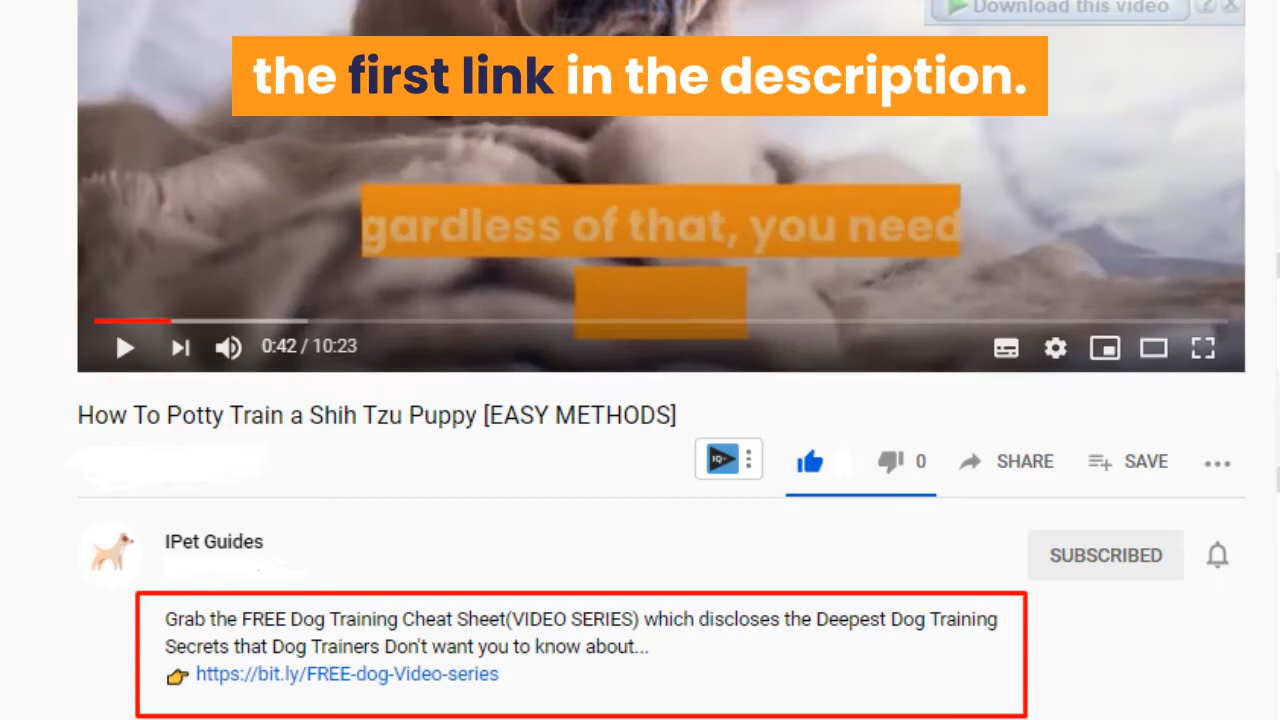 Download this video
the first link in the description.
gardless of that, you need
0:42 / 10:23
How To Potty Train a Shih Tzu Puppy [EASY METHODS]
IQ
0
SHARE
SAVE
IPet Guides
SUBSCRIBED
Grab the FREE Dog Training Cheat Sheet(VIDEO SERIES) which discloses the Deepest Dog Training
Secrets that Dog Trainers Don't want you to know about...
👉 https://bit.ly/FREE-dog-Video-series